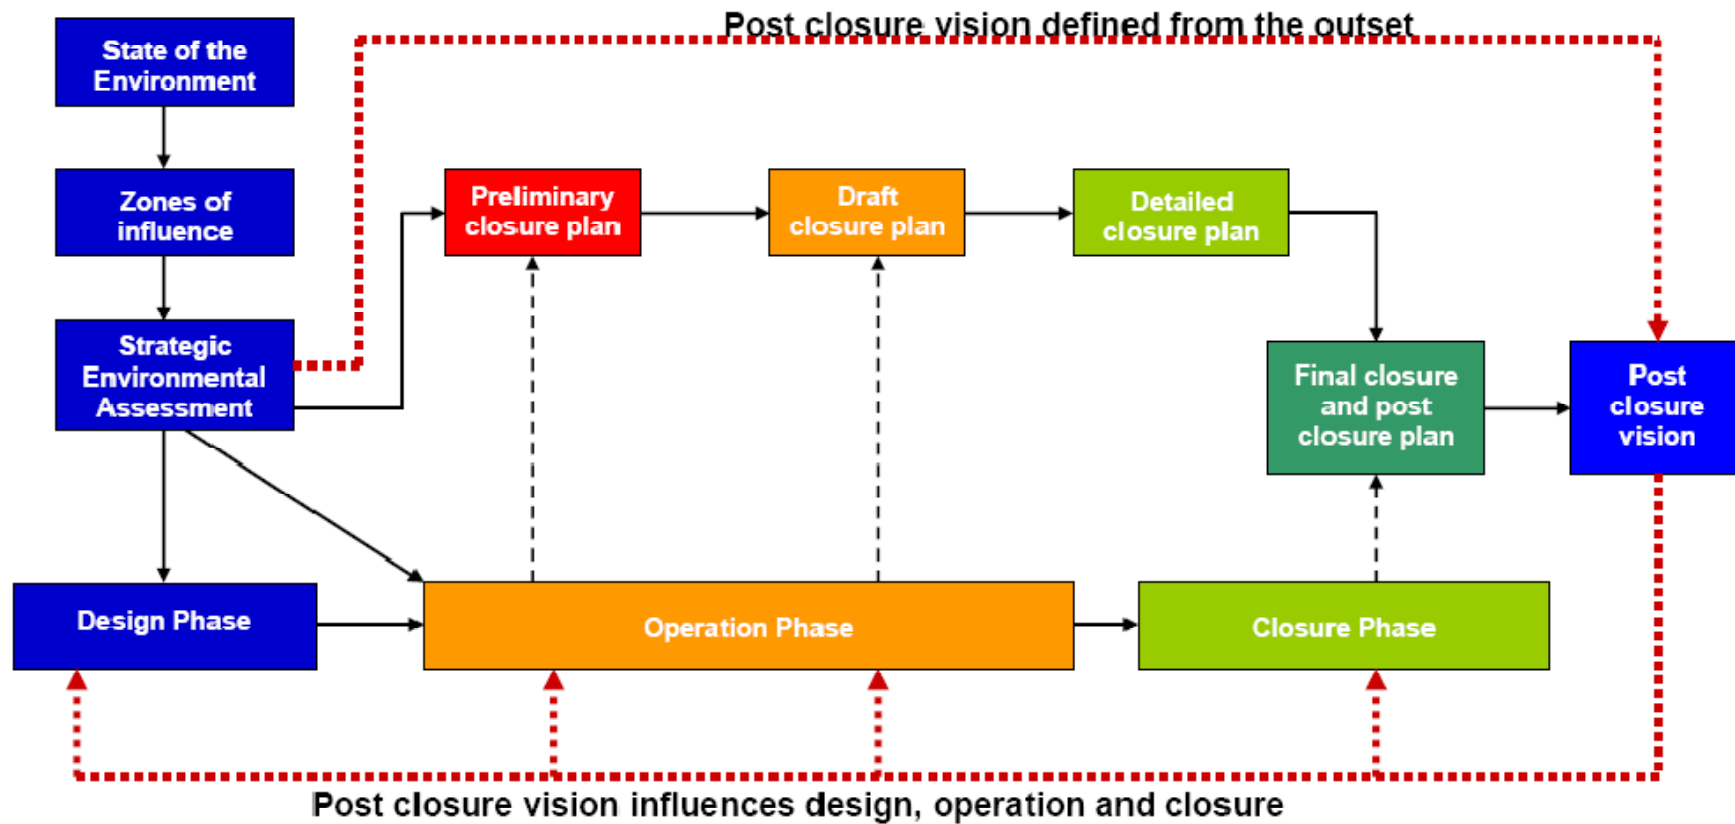 Post closure vision defined from the outset
State of the
Environment
Zones of
influence
Preliminary
closure plan
Draft
closure plan
Detailed
closure plan
Strategic
Environmental
Assessment
Final closure
and post
closure plan
Post
closure
vision
Design Phase
Operation Phase
Closure Phase
Post closure vision influences design, operation and closure